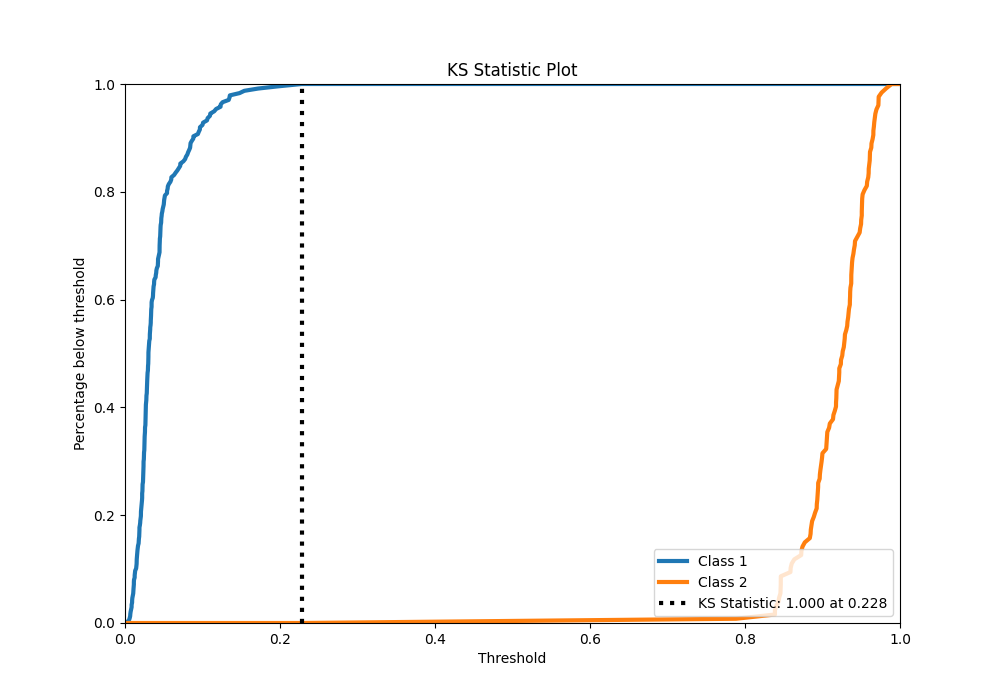 KS Statistic Plot
Percentage below threshold
1.0
0.8
0.6
0.4
0.2
0.0
0.0 0.2 0.4 0.6 0.8 1.0
Threshold
Class 1
Class 2
KS Statistic: 1.000 at 0.228